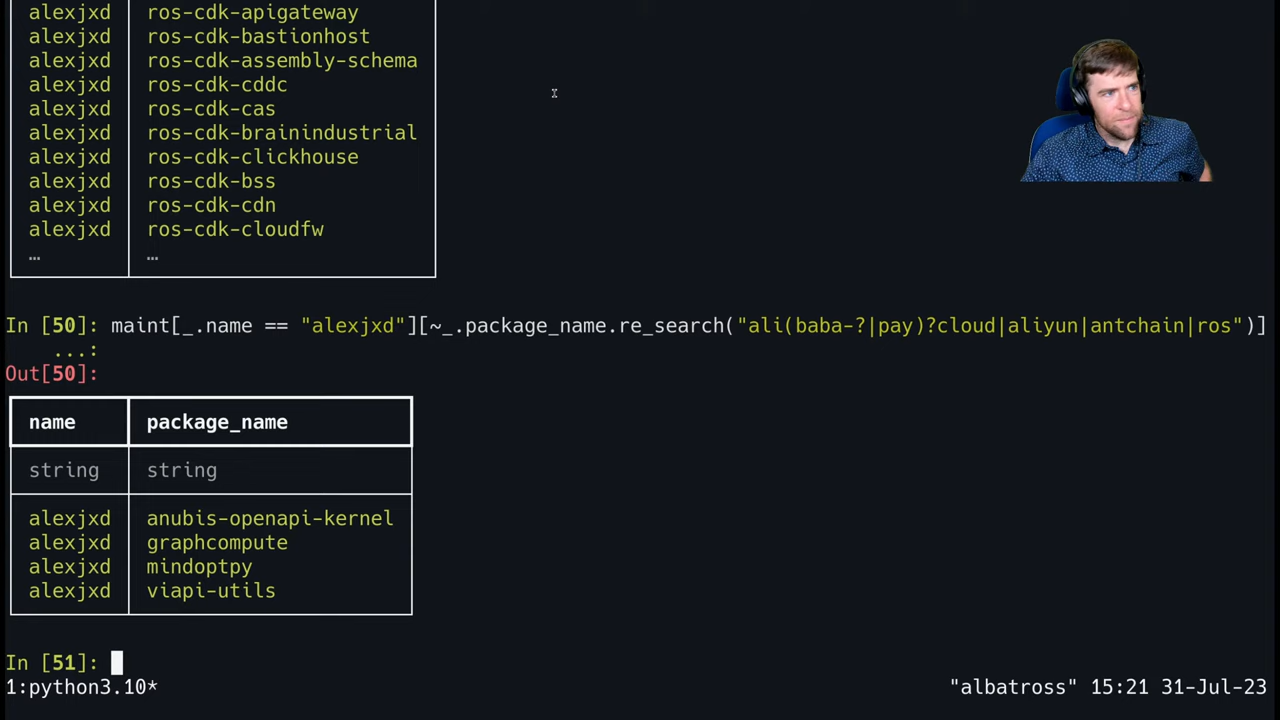 alexjxd ros-cdk-apigateway
alexjxd ros-cdk-bastionhost
alexjxd ros-cdk-assembly-schema
alexjxd ros-cdk-cddc
alexjxd ros-cdk-cas
alexjxd ros-cdk-brainindustrial
alexjxd ros-cdk-clickhouse
alexjxd ros-cdk-bss
alexjxd ros-cdk-cdn
alexjxd ros-cdk-cloudfw
… …
In [50]: maint[_.name == "alexjxd"][~_.package_name.re_search("ali(baba-?|pay)?cloud|aliyun|antchain|ros")]
...:
Out[50]:
name package_name
string string
alexjxd anubis-openapi-kernel
alexjxd graphcompute
alexjxd mindoptpy
alexjxd viapi-utils
In [51]:
1:python3.10* "albatross" 15:21 31-Jul-23